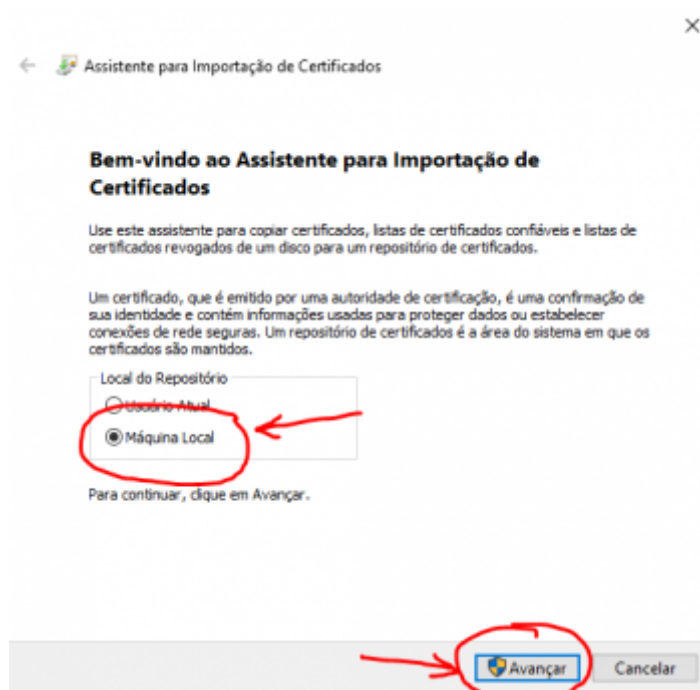 Assistente para Importação de Certificados
Bem-vindo ao Assistente para Importação de
Certificados
Use este assistente para copiar certificados, listas de certificados confiáveis e listas de
certificados revogados de um disco para um repositório de certificados.
Um certificado, que é emitido por uma autoridade de certificação, é uma confirmação de
sua identidade e contém informações usadas para proteger dados ou estabelecer
conexões de rede seguras. Um repositório de certificados é a área do sistema em que os
certificados são mantidos.
Local do Repositório
Usuário Atual
Máquina Local
Para continuar, clique em Avançar.
Avançar Cancelar